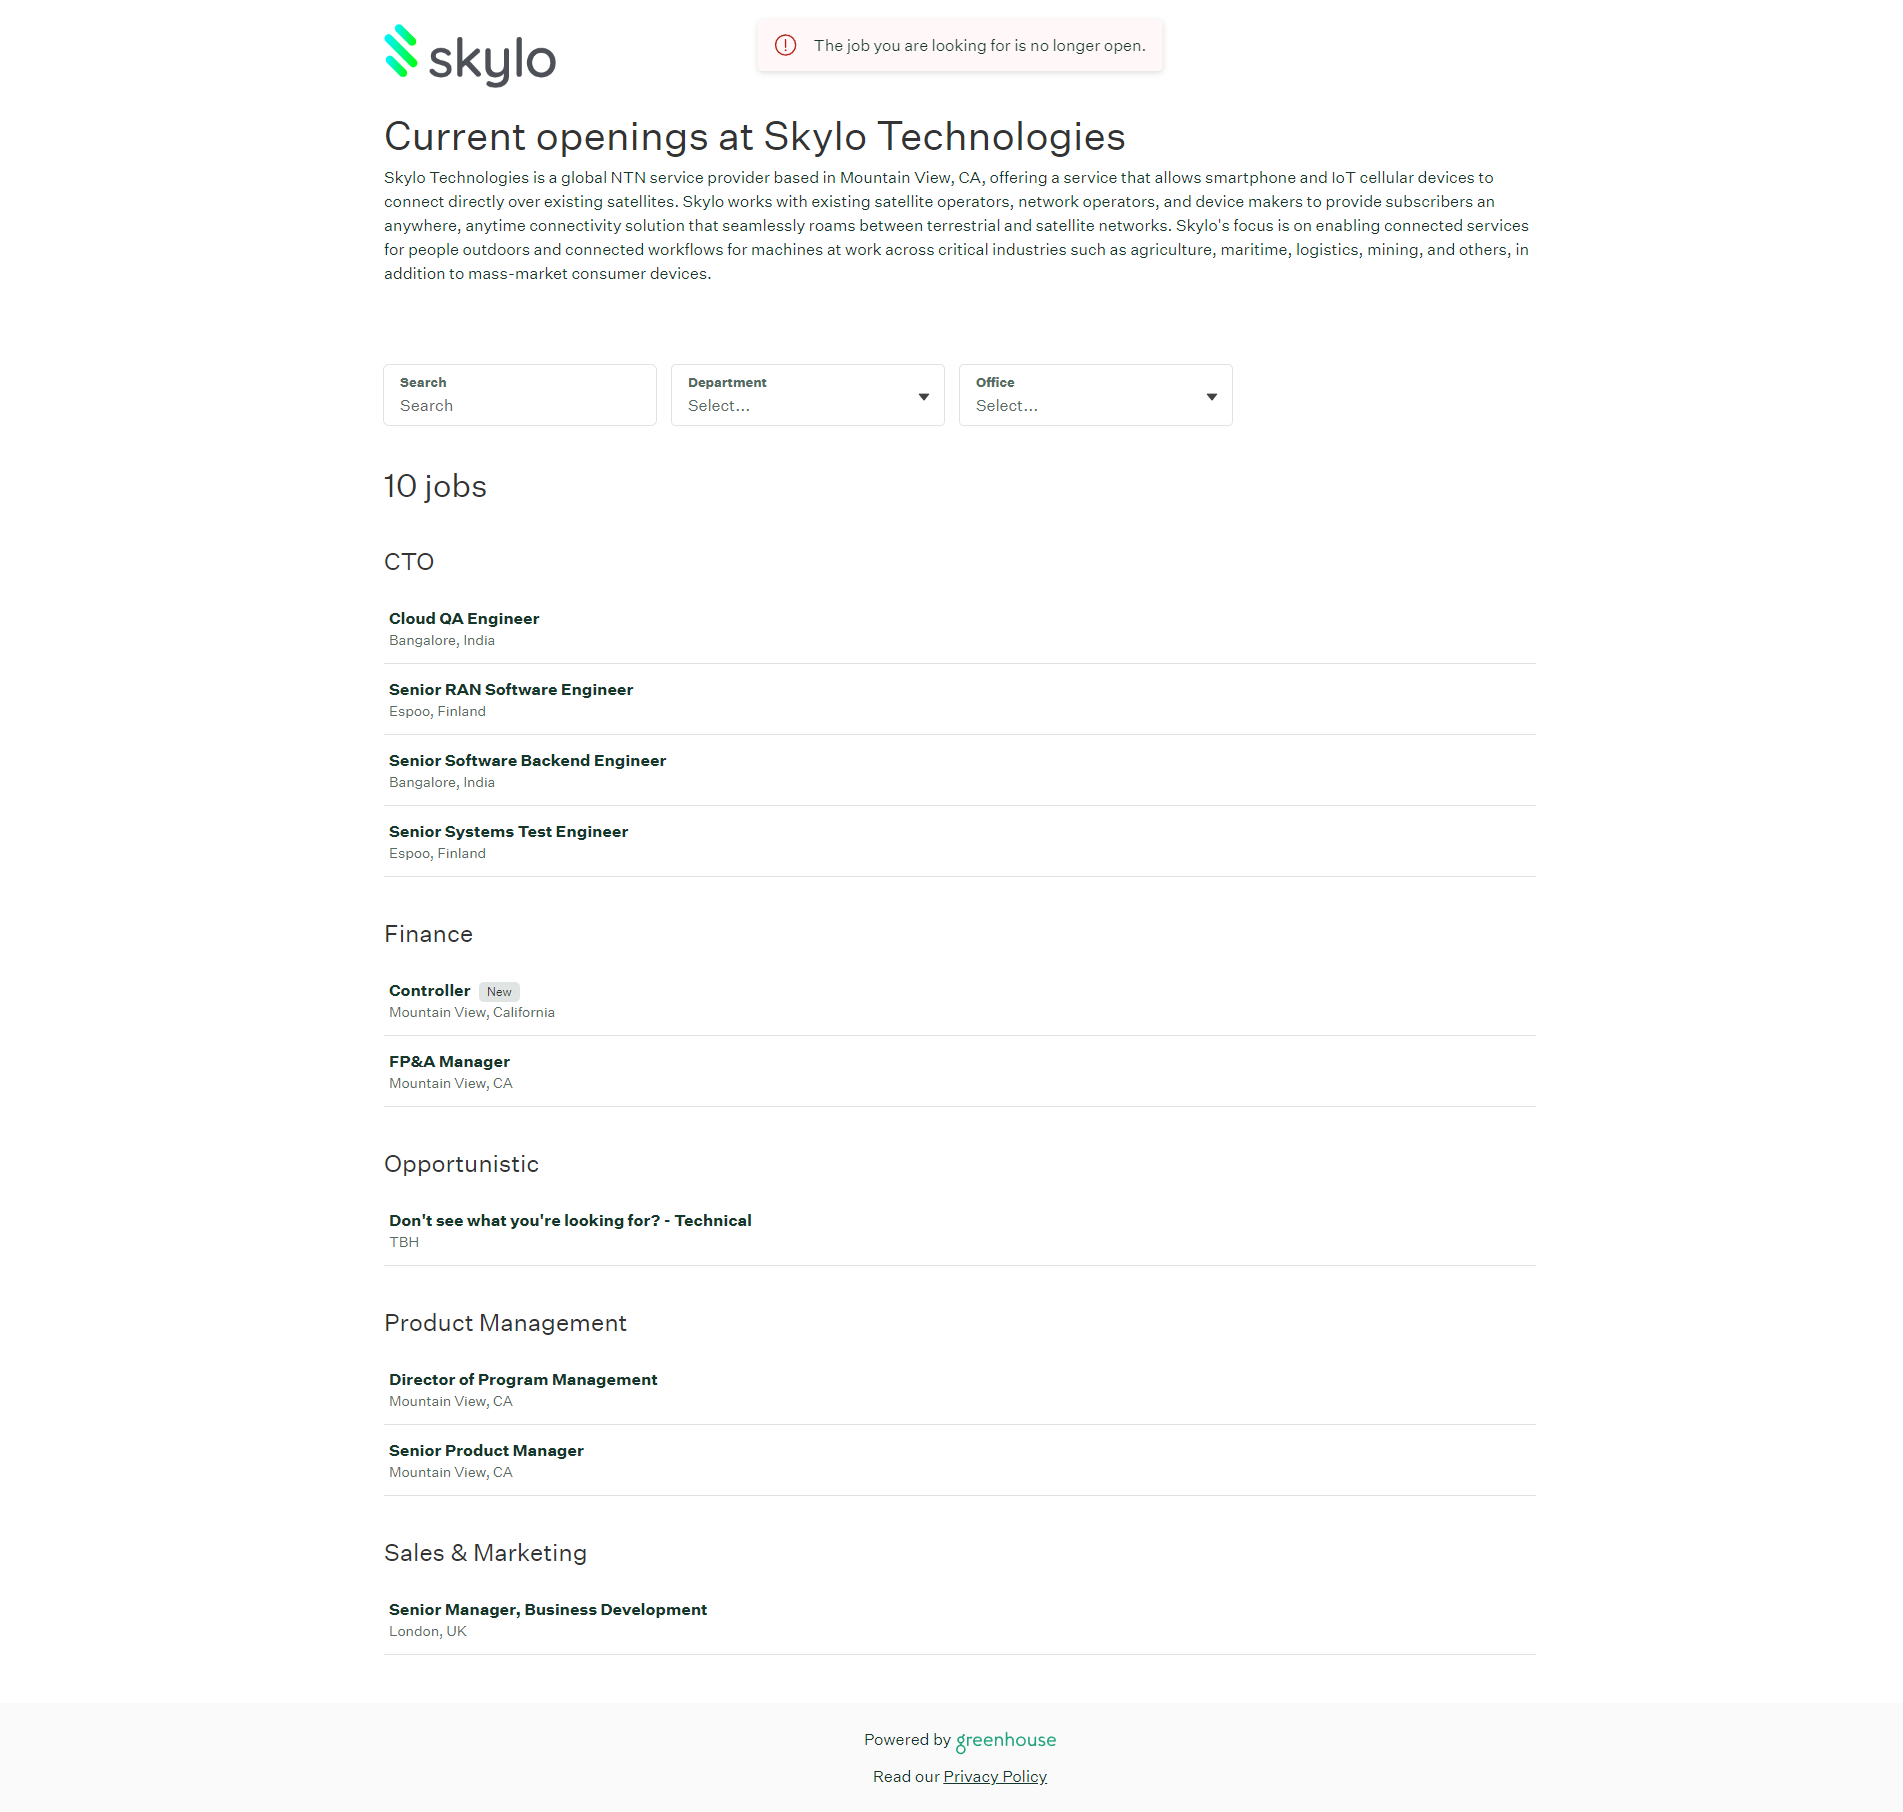 skylo
The job you are looking for is no longer open.
Current openings at Skylo Technologies
Skylo Technologies is a global NTN service provider based in Mountain View, CA, offering a service that allows smartphone and IoT cellular devices to
connect directly over existing satellites. Skylo works with existing satellite operators, network operators, and device makers to provide subscribers an
anywhere, anytime connectivity solution that seamlessly roams between terrestrial and satellite networks. Skylo's focus is on enabling connected services
for people outdoors and connected workflows for machines at work across critical industries such as agriculture, maritime, logistics, mining, and others, in
addition to mass-market consumer devices.
Search
Search
Department
Select...
Office
Select...
10 jobs
CTO
Cloud QA Engineer
Bangalore, India
Senior RAN Software Engineer
Espoo, Finland
Senior Software Backend Engineer
Bangalore, India
Senior Systems Test Engineer
Espoo, Finland
Finance
Controller New
Mountain View, California
FP&A Manager
Mountain View, CA
Opportunistic
Don't see what you're looking for? - Technical
TBH
Product Management
Director of Program Management
Mountain View, CA
Senior Product Manager
Mountain View, CA
Sales & Marketing
Senior Manager, Business Development
London, UK
Powered by greenhouse
Read our Privacy Policy